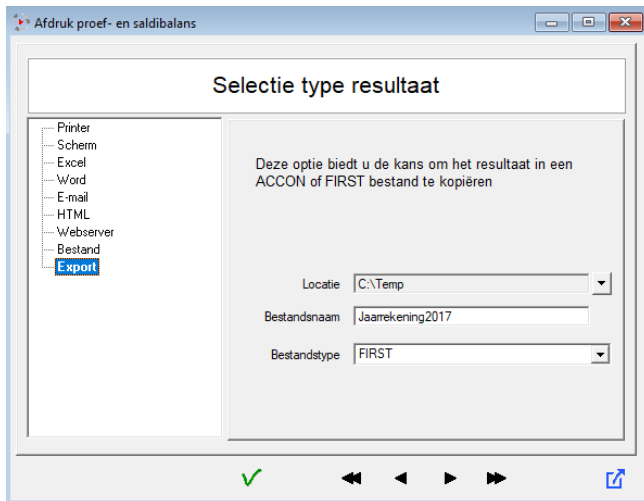 Afdruk proef- en saldibalans
Selectie type resultaat
Printer
Scherm
Excel
Word
E-mail
HTML
Webserver
Bestand
Export
Deze optie biedt u de kans om het resultaat in een
ACCON of FIRST bestand te kopiëren
Locatie C:\Temp
Bestandsnaam Jaarrekening2017
Bestandstype FIRST